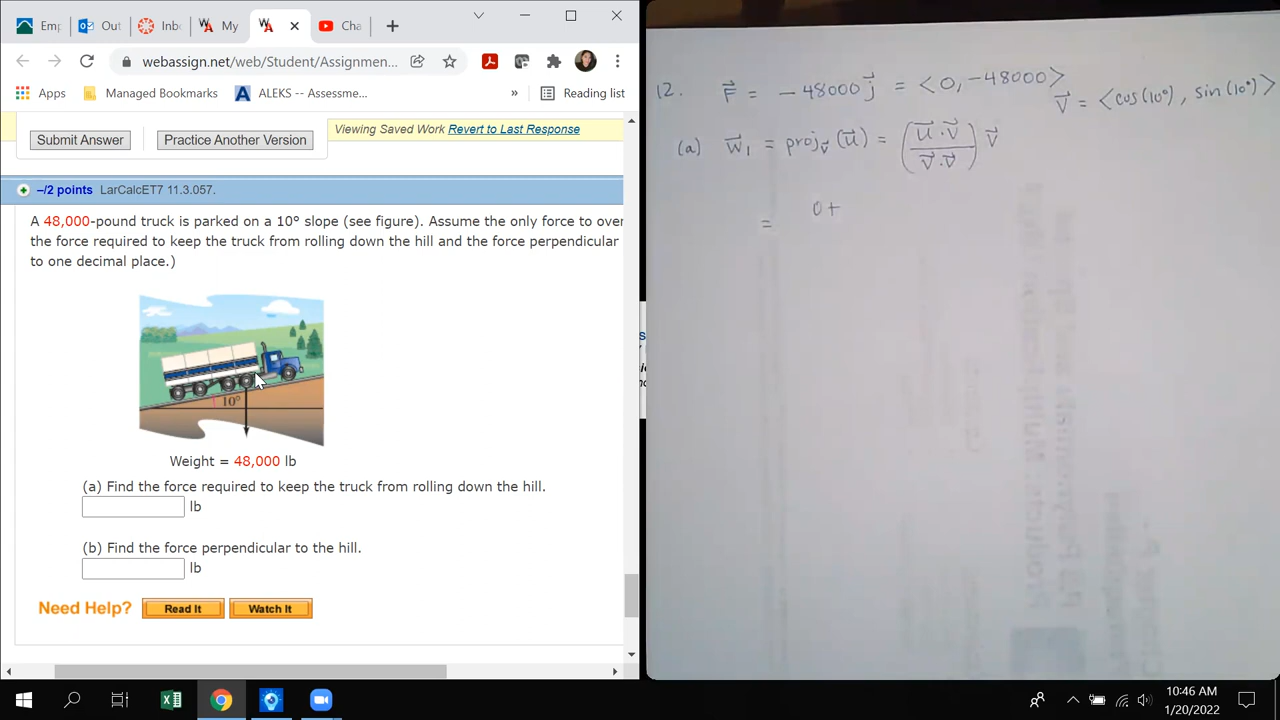 Emp
Out
Inb
My
Cha
webassign.net/web/Student/Assignmen...
Apps
Managed Bookmarks
ALEKS -- Assessme...
»
Reading list
Submit Answer
Practice Another Version
Viewing Saved Work Revert to Last Response
–/2 points LarCalcET7 11.3.057.
A 48,000-pound truck is parked on a 10° slope (see figure). Assume the only force to over
the force required to keep the truck from rolling down the hill and the force perpendicular
to one decimal place.)
10°
Weight = 48,000 lb
(a) Find the force required to keep the truck from rolling down the hill.
lb
(b) Find the force perpendicular to the hill.
lb
Need Help? Read It Watch It
12. F⃗ = -48000 j⃗ = <0, -48000>
V⃗ = <cos(10°), sin(10°)>
(a) W⃗₁ = proj_v⃗ (u⃗) = (u⃗·v⃗ / v⃗·v⃗) v⃗
= 0+
10:46 AM
1/20/2022